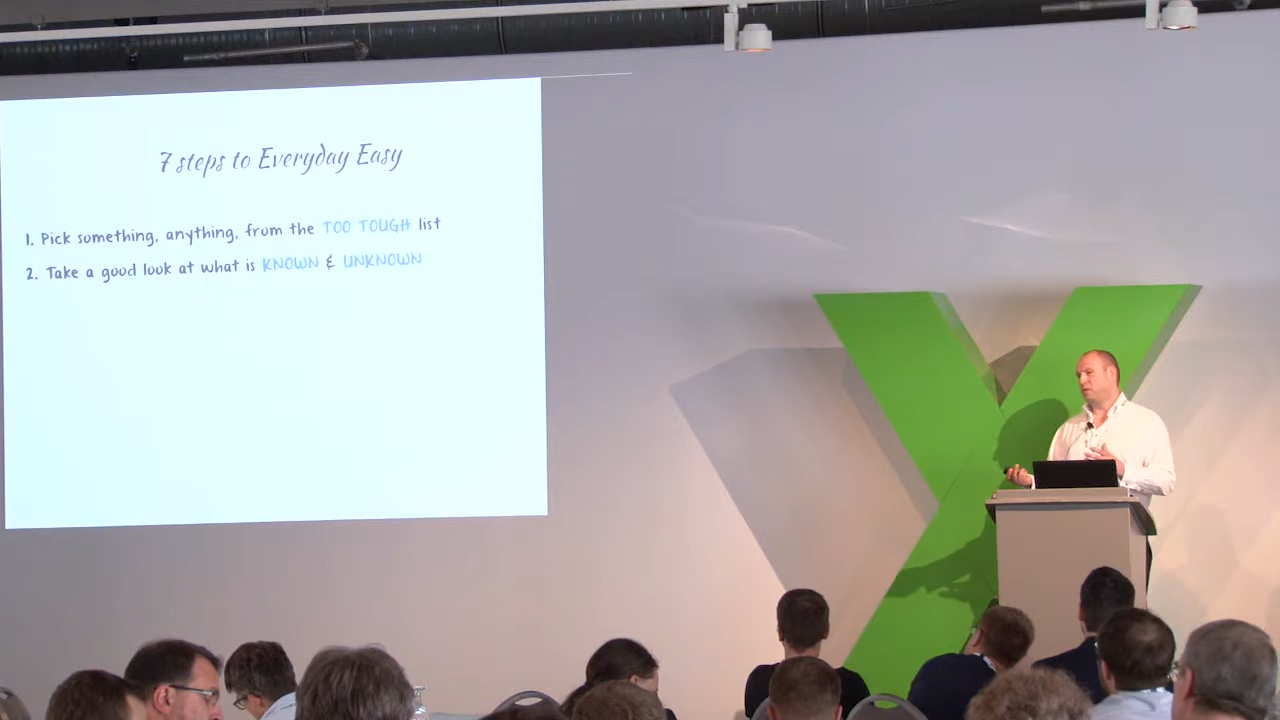 7 steps to Everyday Easy
1. Pick something, anything, from the TOO TOUGH list
2. Take a good look at what is KNOWN & UNKNOWN